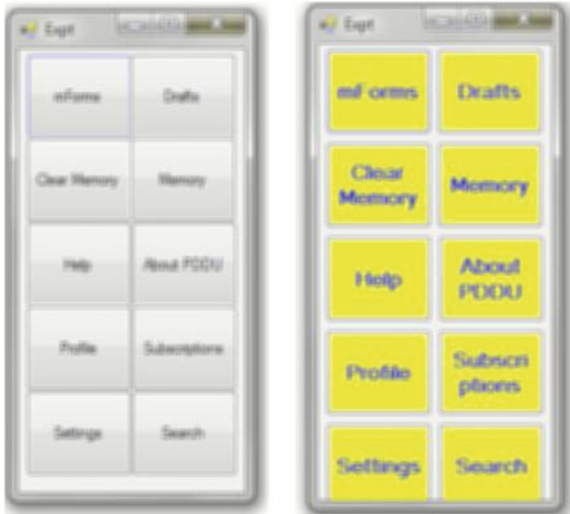 mForms Drafts
Clear Memory Memory
Help About PDDU
Profile Subscriptions
Settings Search
mForms Drafts
Clear
Memory
Memory
Help
About
PDDU
Profile
Subscri
ptions
Settings Search